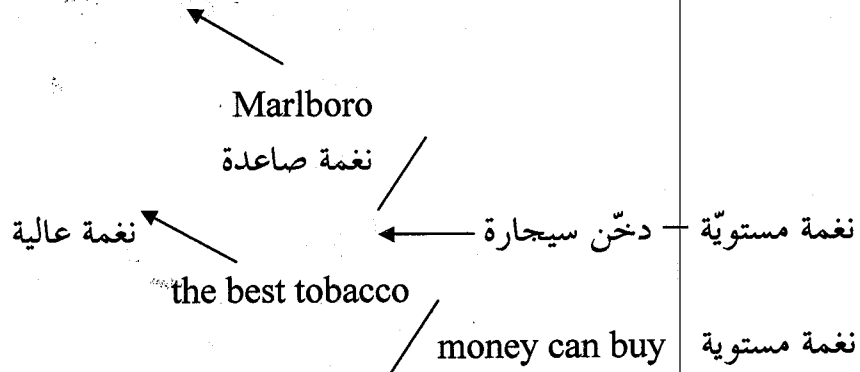 Marlboro
نغمة صاعدة
نغمة مستويّة – دخّن سيجارة نغمة عالية
the best tobacco
نغمة مستوية money can buy